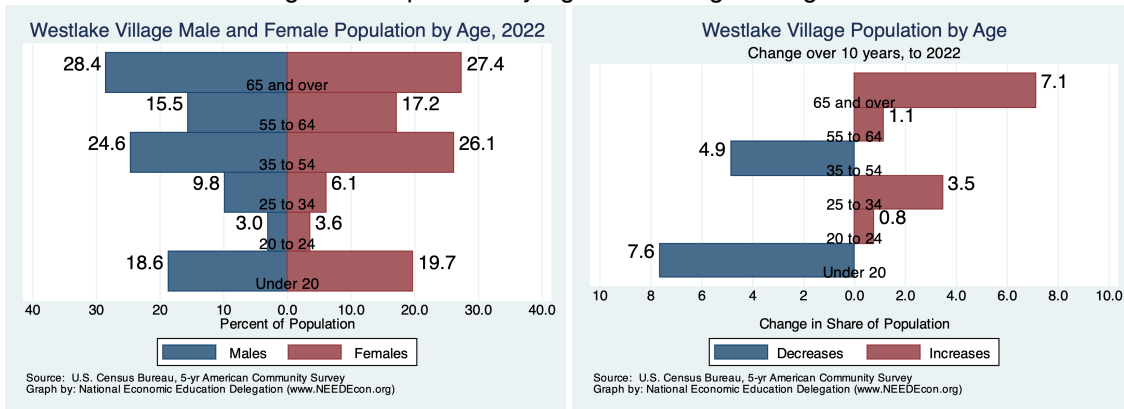 Westlake Village Male and Female Population by Age, 2022
28.4
27.4
65 and over
15.5
17.2
55 to 64
24.6
26.1
35 to 54
9.8
6.1
25 to 34
3.0
3.6
20 to 24
18.6
19.7
Under 20
40 30 20 10 0.0 10.0 20.0 30.0 40.0
Percent of Population
Males Females
Source: U.S. Census Bureau, 5-yr American Community Survey
Graph by: National Economic Education Delegation (www.NEEDEcon.org)
Westlake Village Population by Age
Change over 10 years, to 2022
7.1
65 and over
1.1
55 to 64
4.9
35 to 54
3.5
25 to 34
0.8
20 to 24
7.6
Under 20
10 8 6 4 2 0.0 2.0 4.0 6.0 8.0 10.0
Change in Share of Population
Decreases Increases
Source: U.S. Census Bureau, 5-yr American Community Survey
Graph by: National Economic Education Delegation (www.NEEDEcon.org)